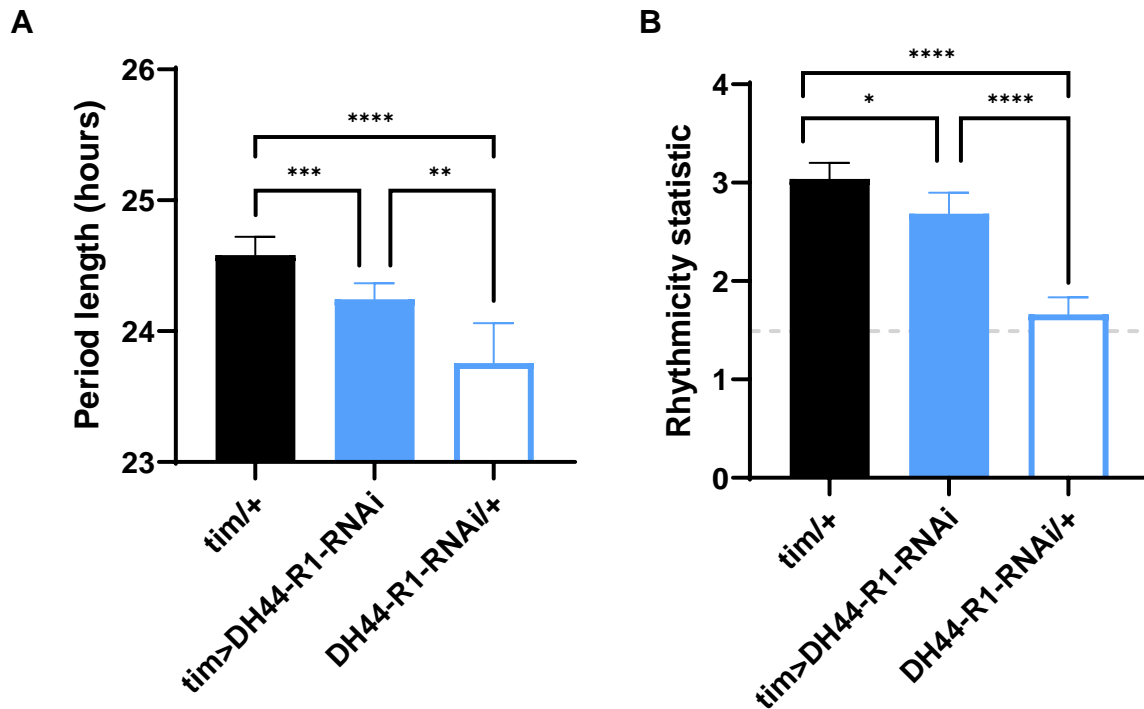 A
Period length (hours)
26
25
24
23
****
***
**
tim/+
tim>DH44-R1-RNAi
DH44-R1-RNAi/+
B
Rhythmicity statistic
4
3
2
1
0
****
*
****
tim/+
tim>DH44-R1-RNAi
DH44-R1-RNAi/+